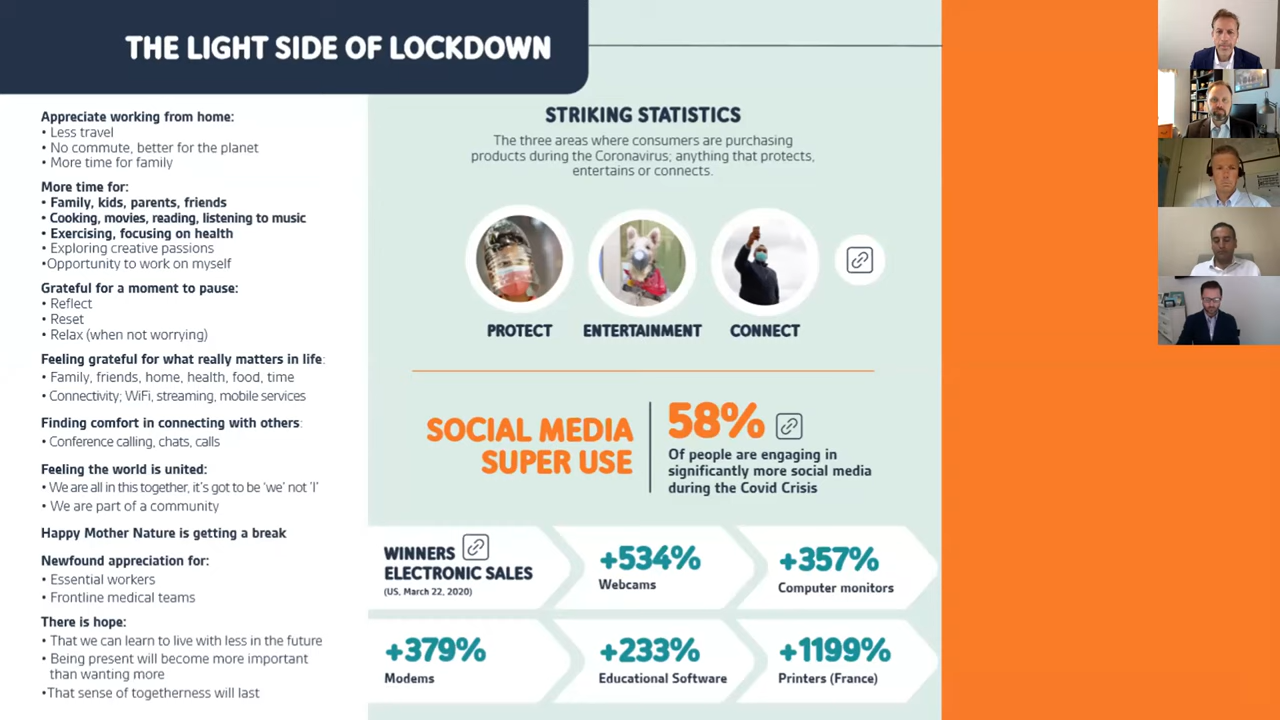 THE LIGHT SIDE OF LOCKDOWN
Appreciate working from home:
• Less travel
• No commute, better for the planet
• More time for family
More time for:
• Family, kids, parents, friends
• Cooking, movies, reading, listening to music
• Exercising, focusing on health
• Exploring creative passions
•Opportunity to work on myself
Grateful for a moment to pause:
• Reflect
• Reset
• Relax (when not worrying)
Feeling grateful for what really matters in life:
• Family, friends, home, health, food, time
• Connectivity; WiFi, streaming, mobile services
Finding comfort in connecting with others:
• Conference calling, chats, calls
Feeling the world is united:
• We are all in this together, it's got to be 'we' not 'I'
• We are part of a community
Happy Mother Nature is getting a break
Newfound appreciation for:
• Essential workers
• Frontline medical teams
There is hope:
• That we can learn to live with less in the future
• Being present will become more important
than wanting more
•That sense of togetherness will last
STRIKING STATISTICS
The three areas where consumers are purchasing
products during the Coronavirus; anything that protects,
entertains or connects.
PROTECT
ENTERTAINMENT
CONNECT
SOCIAL MEDIA
SUPER USE
58%
Of people are engaging in
significantly more social media
during the Covid Crisis
WINNERS
ELECTRONIC SALES
(US, March 22, 2020)
+534%
Webcams
+357%
Computer monitors
+379%
Modems
+233%
Educational Software
+1199%
Printers (France)